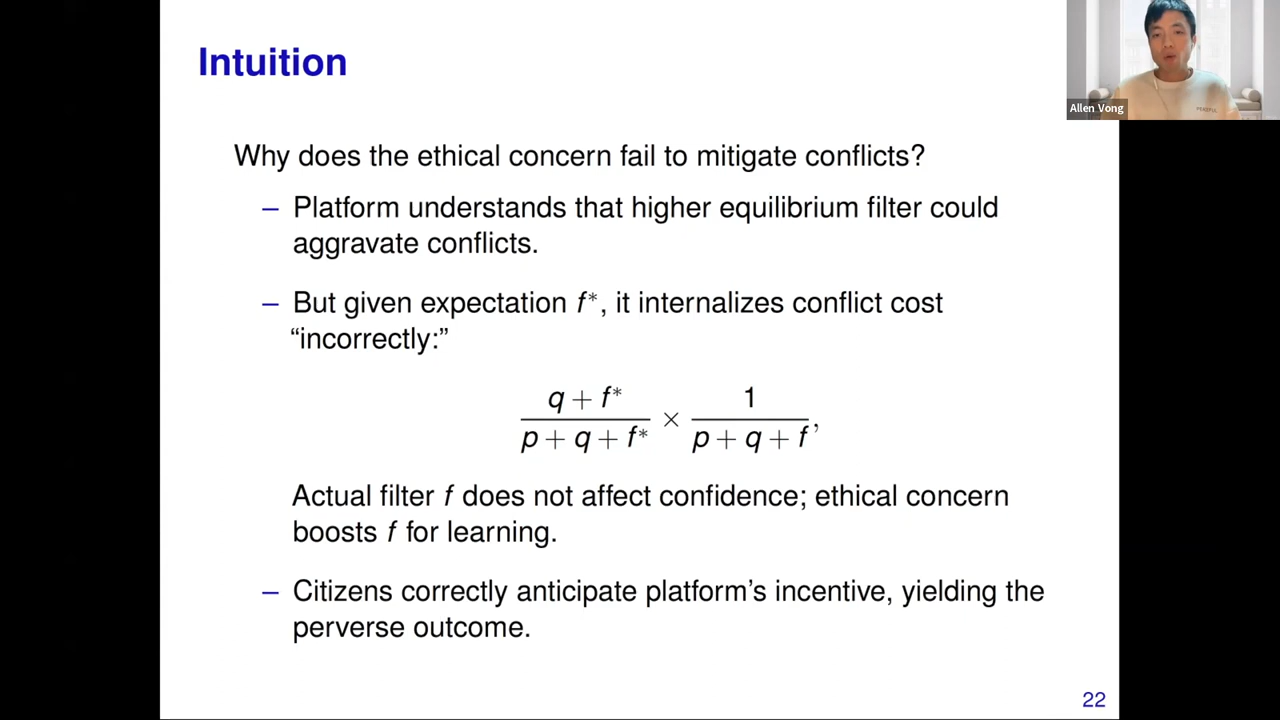 Intuition
Allen Vong
Why does the ethical concern fail to mitigate conflicts?
– Platform understands that higher equilibrium filter could
aggravate conflicts.
– But given expectation f*, it internalizes conflict cost
“incorrectly:”
q + f* / p + q + f* × 1 / p + q + f,
Actual filter f does not affect confidence; ethical concern
boosts f for learning.
– Citizens correctly anticipate platform’s incentive, yielding the
perverse outcome.
22